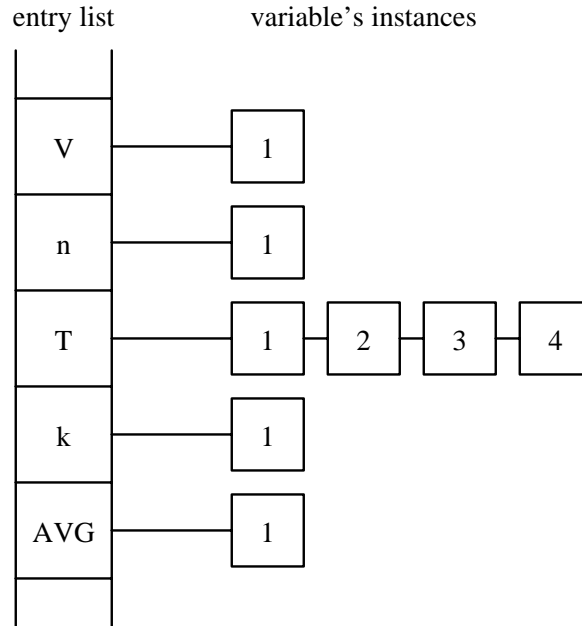 entry list variable’s instances
V 1
n 1
T 1 2 3 4
k 1
AVG 1